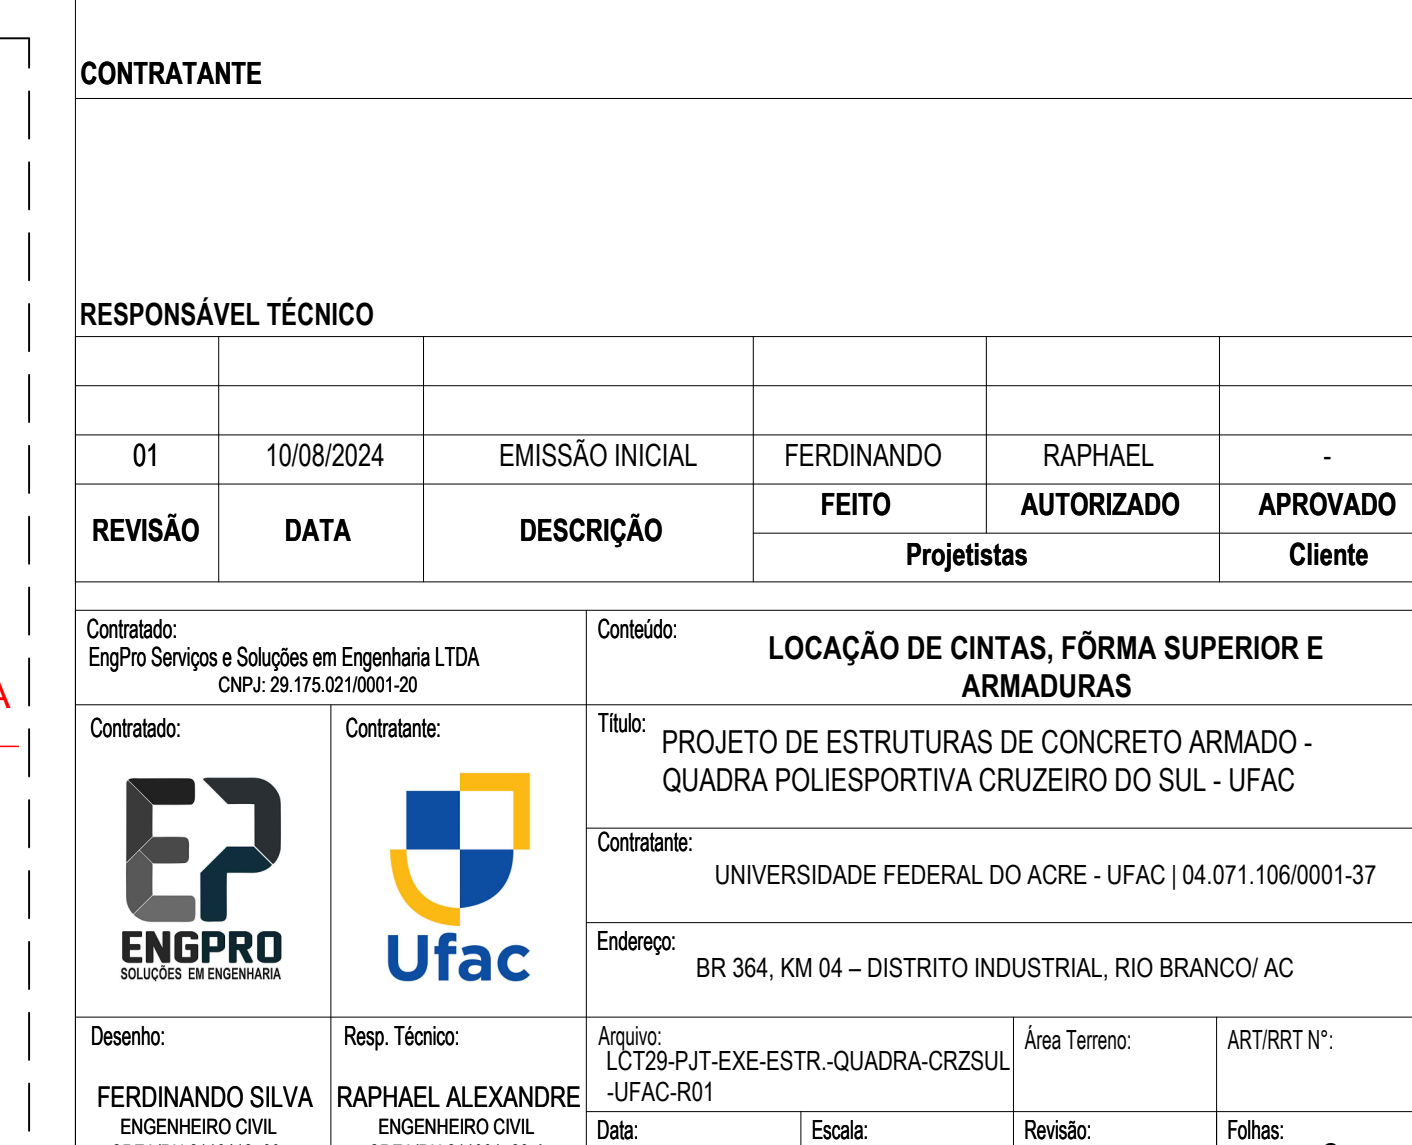 CONTRATANTE
RESPONSÁVEL TÉCNICO
01 10/08/2024 EMISSÃO INICIAL FERDINANDO RAPHAEL -
REVISÃO DATA DESCRIÇÃO FEITO AUTORIZADO APROVADO
Projetistas Cliente
Contratado:
EngPro Serviços e Soluções em Engenharia LTDA
CNPJ: 29.175.021/0001-20
Conteúdo:
LOCAÇÃO DE CINTAS, FÕRMA SUPERIOR E
ARMADURAS
A
Contratado:
EP
ENGPRO
SOLUÇÕES EM ENGENHARIA
Contratante:
Ufac
Título:
PROJETO DE ESTRUTURAS DE CONCRETO ARMADO -
QUADRA POLIESPORTIVA CRUZEIRO DO SUL - UFAC
Contratante:
UNIVERSIDADE FEDERAL DO ACRE - UFAC | 04.071.106/0001-37
Endereço:
BR 364, KM 04 – DISTRITO INDUSTRIAL, RIO BRANCO/ AC
Desenho:
FERDINANDO SILVA
ENGENHEIRO CIVIL
Resp. Técnico:
RAPHAEL ALEXANDRE
ENGENHEIRO CIVIL
Arquivo:
LCT29-PJT-EXE-ESTR.-QUADRA-CRZSUL
-UFAC-R01
Área Terreno:
ART/RRT N°:
Data:
Escala:
Revisão:
Folhas: